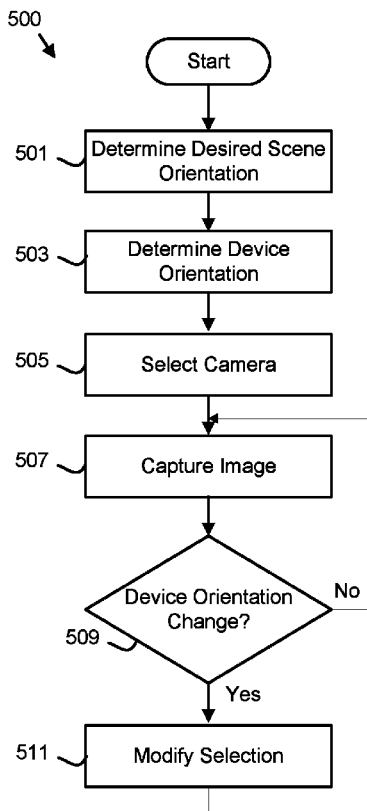 500
Start
501
Determine Desired Scene
Orientation
503
Determine Device
Orientation
505
Select Camera
507
Capture Image
Device Orientation
Change?
No
509
Yes
511
Modify Selection